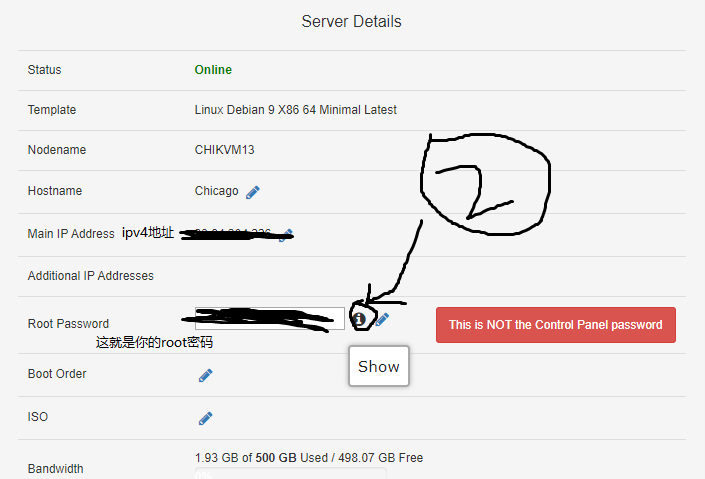 Server Details
Status Online
Template Linux Debian 9 X86 64 Minimal Latest
Nodename CHIKVM13
Hostname Chicago
2
Main IP Address ipv4地址
Additional IP Addresses
Root Password This is NOT the Control Panel password
这就是你的root密码
Show
Boot Order
ISO
Bandwidth 1.93 GB of 500 GB Used / 498.07 GB Free